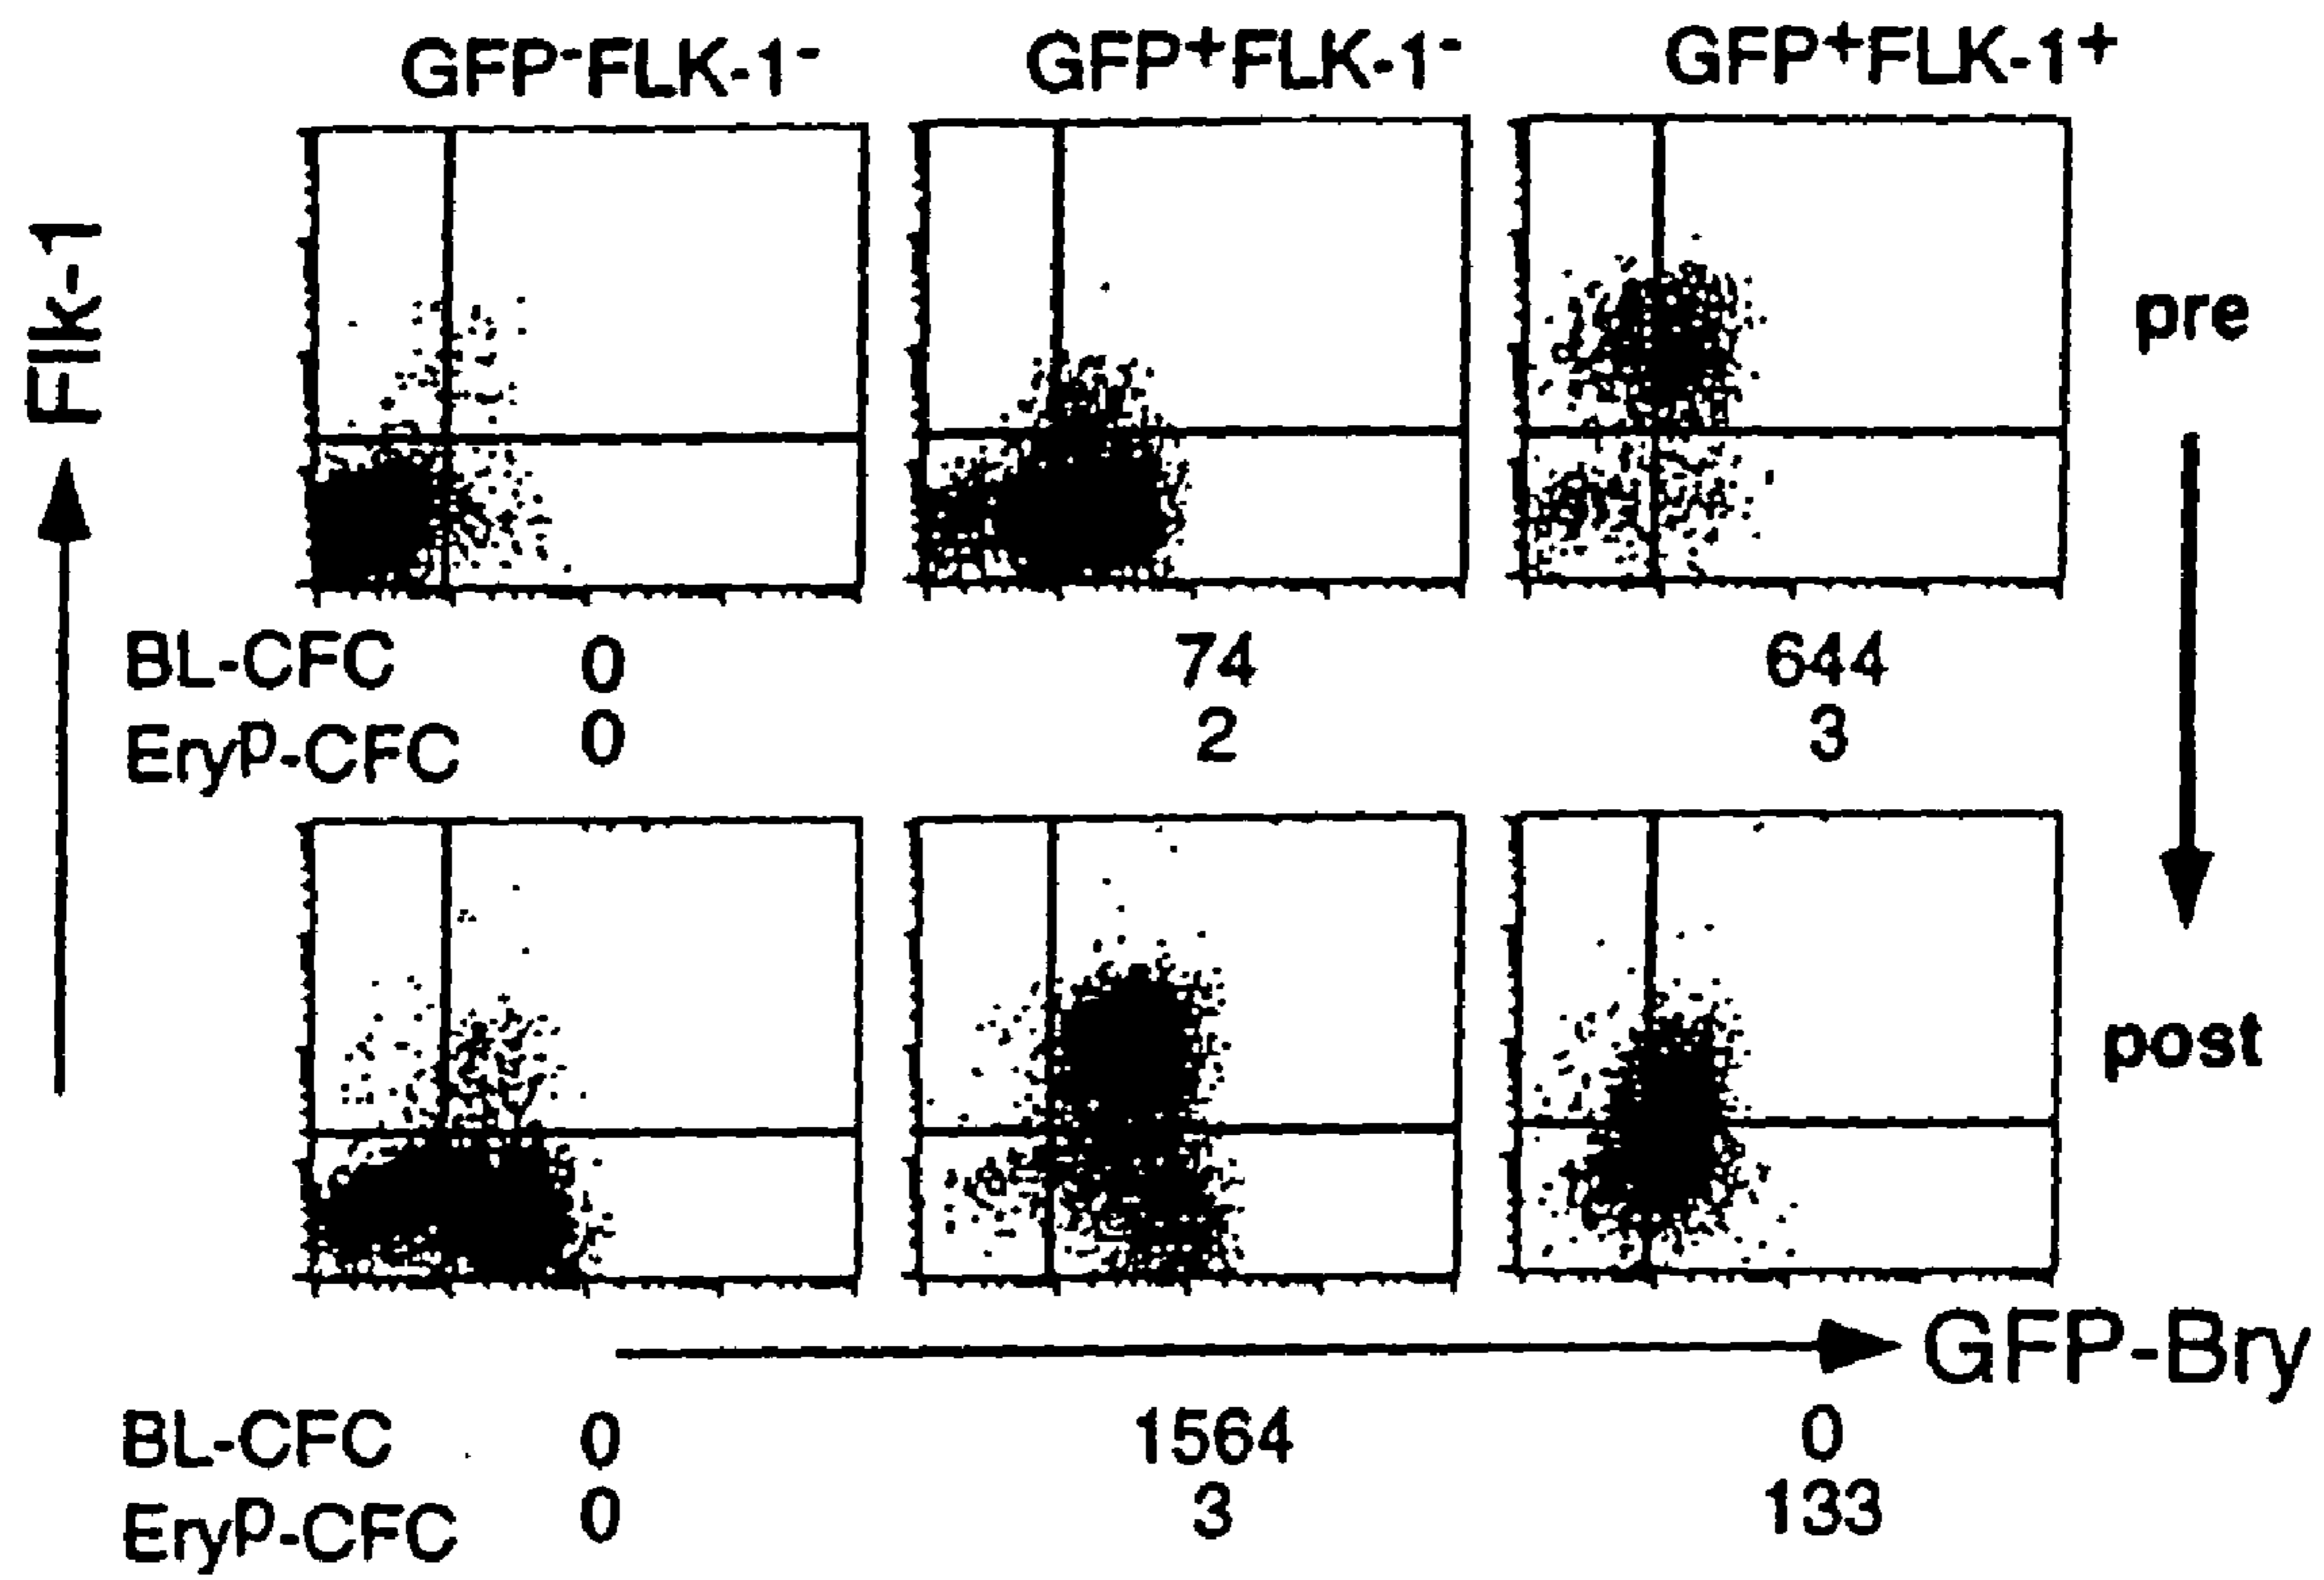 GFP⁻FLK-1⁻ GFP⁺FLK-1⁻ GFP⁺FLK-1⁺
Flk-1
pre
BL-CFC 0 74 644
Eryᵖ-CFC 0 2 3
post
GFP-Bry
BL-CFC 0 1564 0
Eryᵖ-CFC 0 3 133